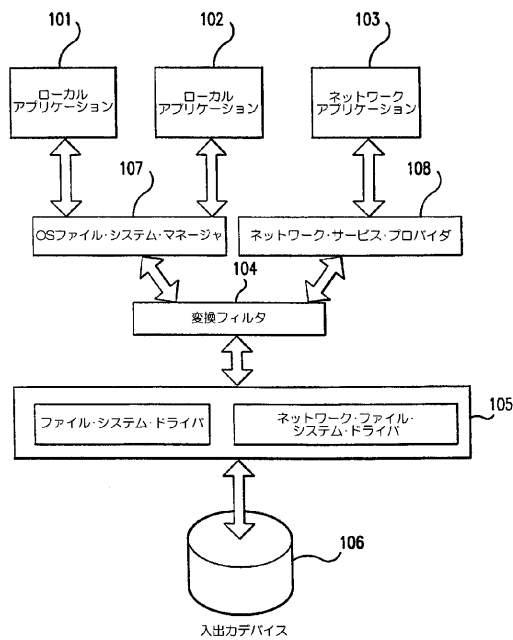 101
102
103
ローカル
アプリケーション
ローカル
アプリケーション
ネットワーク
アプリケーション
107
108
OSファイル・システム・マネージャ
ネットワーク・サービス・プロバイダ
104
変換フィルタ
105
ファイル・システム・ドライバ
ネットワーク・ファイル・
システム・ドライバ
106
入出力デバイス